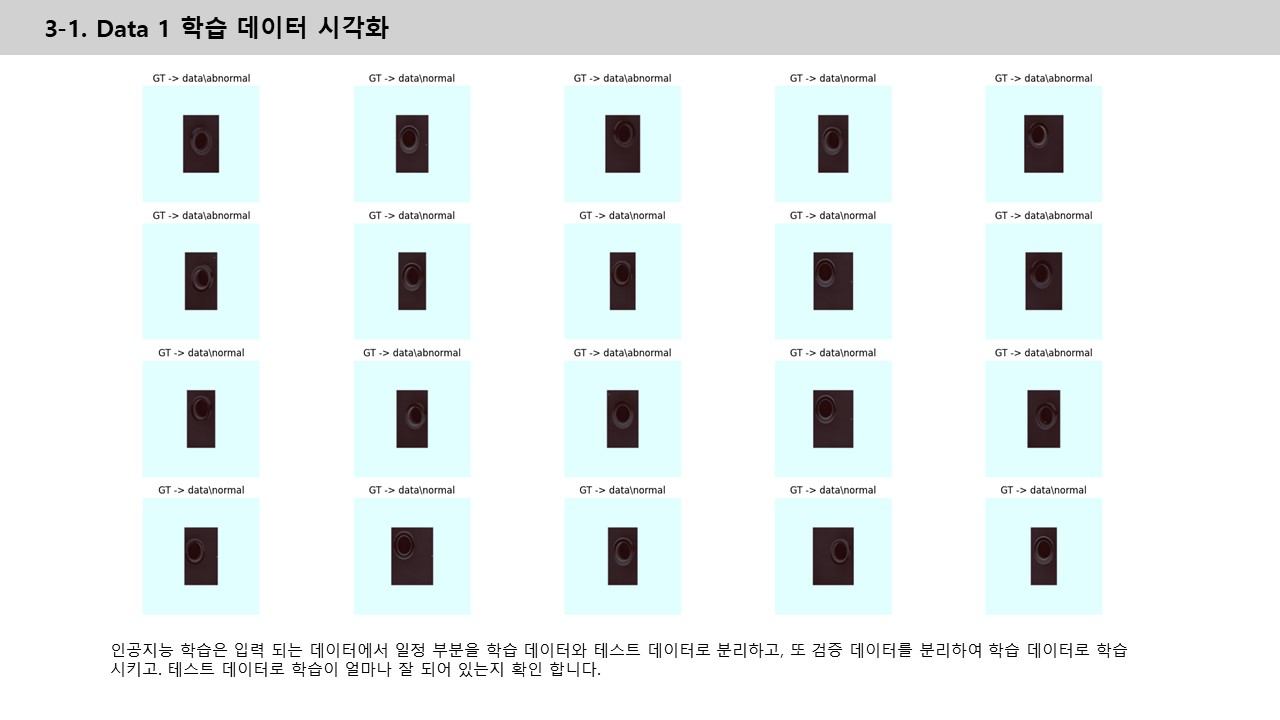 3-1. Data 1 학습 데이터 시각화
GT -> data\abnormal
GT -> data\normal
GT -> data\abnormal
GT -> data\normal
GT -> data\abnormal
GT -> data\abnormal
GT -> data\normal
GT -> data\normal
GT -> data\normal
GT -> data\abnormal
GT -> data\normal
GT -> data\abnormal
GT -> data\abnormal
GT -> data\normal
GT -> data\abnormal
GT -> data\normal
GT -> data\normal
GT -> data\normal
GT -> data\normal
GT -> data\normal
인공지능 학습은 입력 되는 데이터에서 일정 부분을 학습 데이터와 테스트 데이터로 분리하고, 또 검증 데이터를 분리하여 학습 데이터로 학습
시키고. 테스트 데이터로 학습이 얼마나 잘 되어 있는지 확인 합니다.